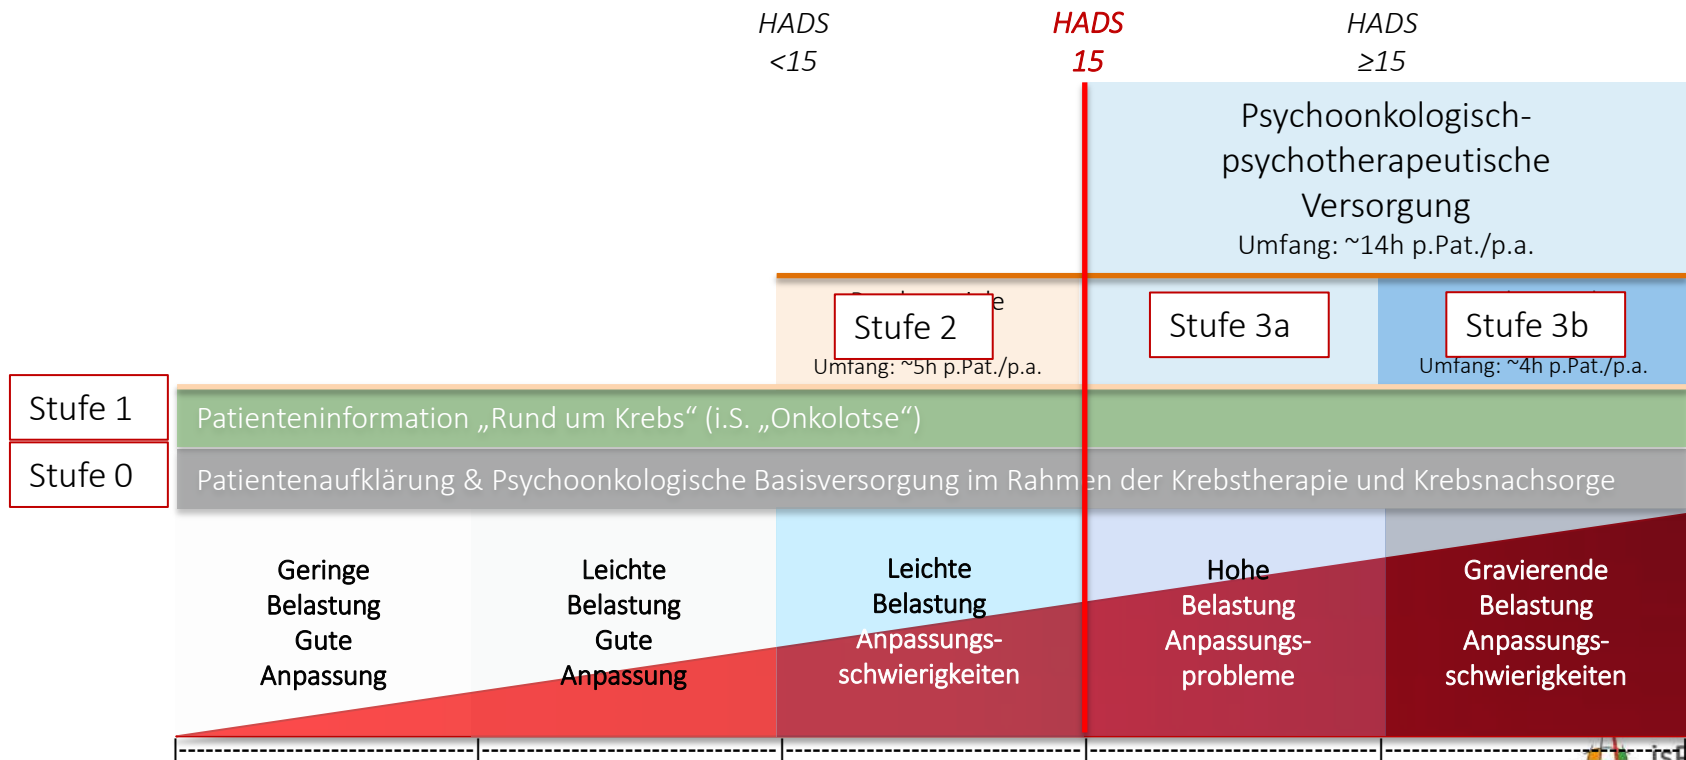 HADS
<15
HADS
15
HADS
≥15
Psychoonkologisch-
psychotherapeutische
Versorgung
Umfang: ~14h p.Pat./p.a.
Stufe 2
Umfang: ~5h p.Pat./p.a.
Stufe 3a
Stufe 3b
Umfang: ~4h p.Pat./p.a.
Stufe 1
Patienteninformation „Rund um Krebs“ (i.S. „Onkolotse“)
Stufe 0
Patientenaufklärung & Psychoonkologische Basisversorgung im Rahmen der Krebstherapie und Krebsnachsorge
Geringe
Belastung
Gute
Anpassung
Leichte
Belastung
Gute
Anpassung
Leichte
Belastung
Anpassungs-
schwierigkeiten
Hohe
Belastung
Anpassungs-
probleme
Gravierende
Belastung
Anpassungs-
schwierigkeiten